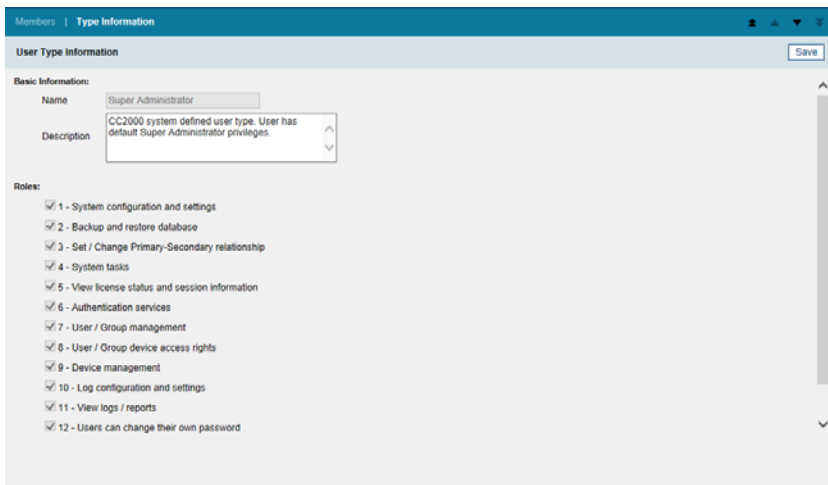 Members | Type Information
User Type Information
Save
Basic Information:
Name Super Administrator
Description CC2000 system defined user type. User has
default Super Administrator privileges.
Roles:
1 - System configuration and settings
2 - Backup and restore database
3 - Set / Change Primary-Secondary relationship
4 - System tasks
5 - View license status and session information
6 - Authentication services
7 - User / Group management
8 - User / Group device access rights
9 - Device management
10 - Log configuration and settings
11 - View logs / reports
12 - Users can change their own password